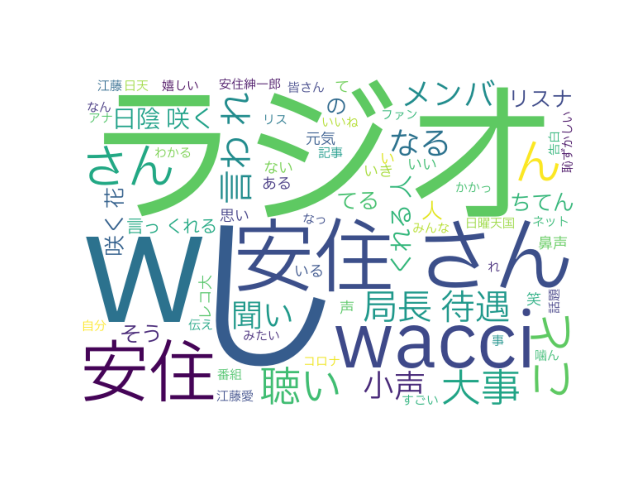 江藤
日天
嬉しい
安住紳一郎
皆さん
て
メンバ
リスナ
なん
アナ
日陰 咲く
ラジオ
リス
の
いいね
ファン
わかる
言われ
元気
記事
なる
ん
告白
恥ずかしい
さん
ない
ある
いき
い
いい
かかっ
ちてん
咲く 花
言っ くれる
思い
てる
なっ
くれる 人
人
みんな
日曜天国
ネット
鼻声
w
し
安住 さん
いる
れ
レコ大
伝え
自分
そう
聞い
みたい
声
局長 待遇
笑
話題
wacci
事
って
安住
番組
聴い
コロナ
小声
大事
噛ん
江藤愛
すごい